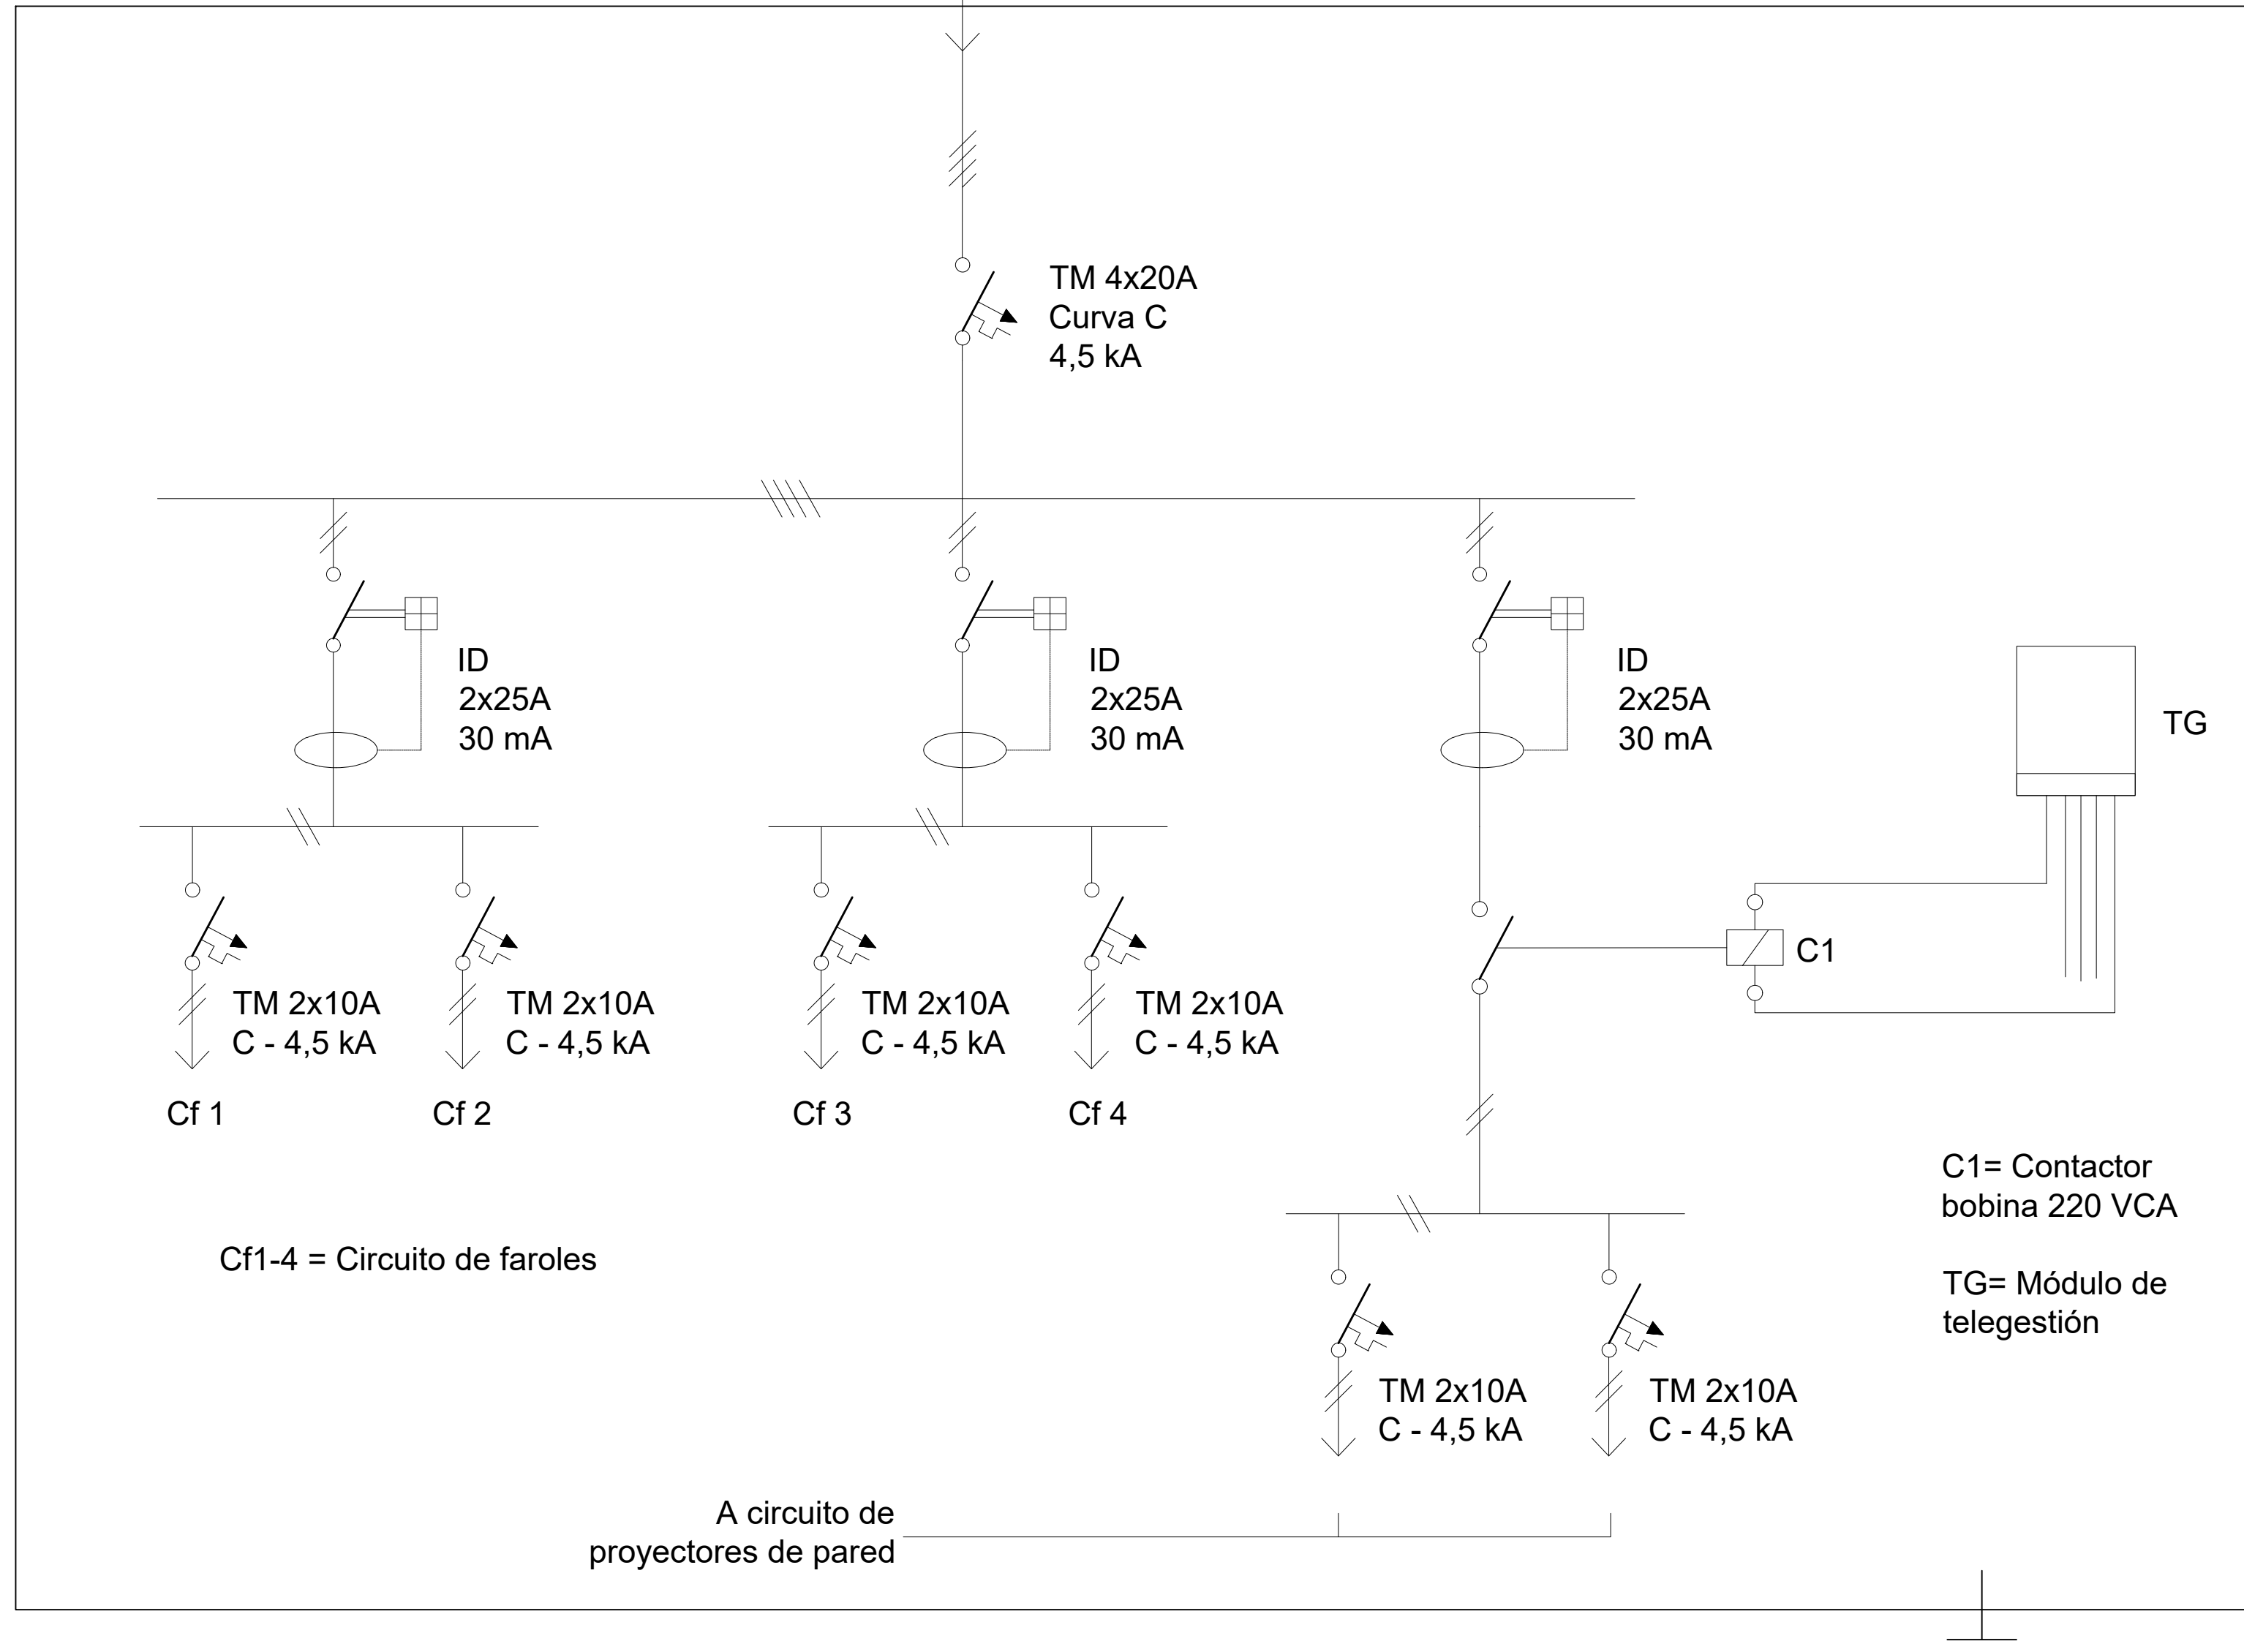 TM 4x20A
Curva C
4,5 kA
ID
2x25A
30 mA
ID
2x25A
30 mA
ID
2x25A
30 mA
TG
C1
TM 2x10A
C - 4,5 kA
TM 2x10A
C - 4,5 kA
TM 2x10A
C - 4,5 kA
TM 2x10A
C - 4,5 kA
Cf 1
Cf 2
Cf 3
Cf 4
C1= Contactor
bobina 220 VCA
Cf1-4 = Circuito de faroles
TG= Módulo de
telegestión
TM 2x10A
C - 4,5 kA
TM 2x10A
C - 4,5 kA
A circuito de
proyectores de pared